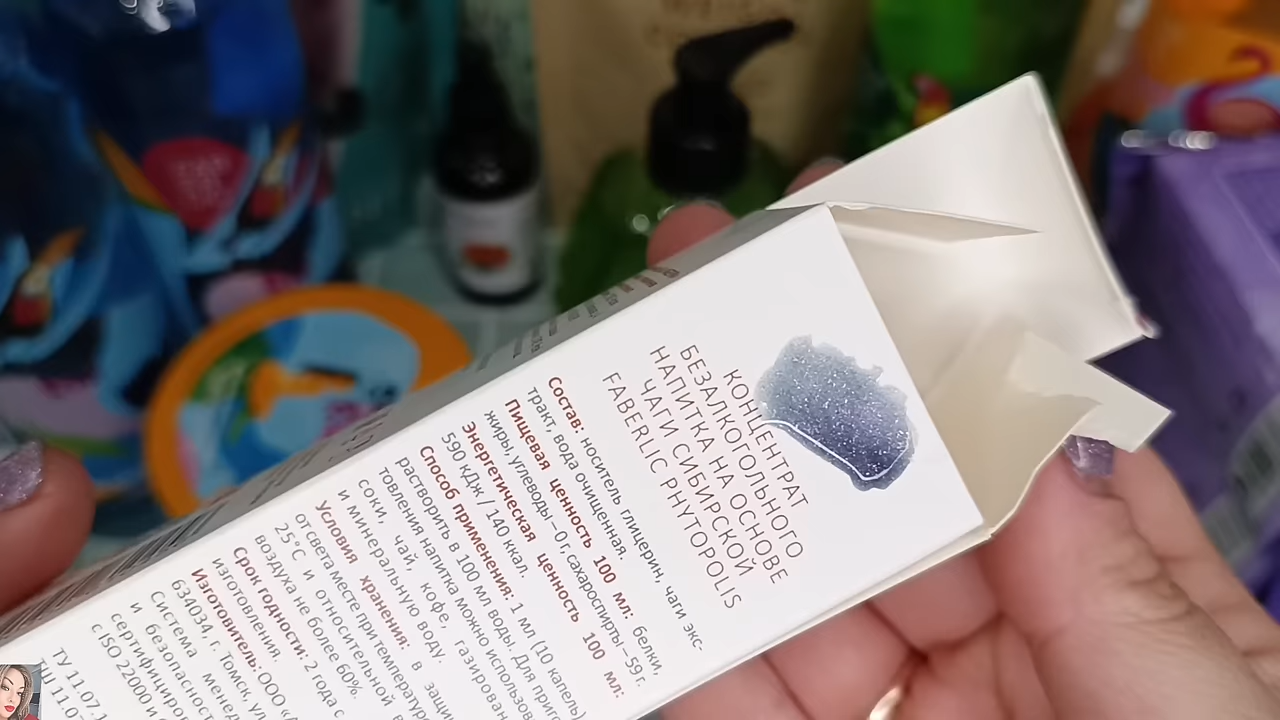 КОНЦЕНТРАТ
БЕЗАЛКОГОЛЬНОГО
НАПИТКА НА ОСНОВЕ
ЧАГИ СИБИРСКОЙ
FABERLIC PHYTOPOLIS
Состав: носитель глицерин, чаги экс-
тракт, вода очищенная.
Пищевая ценность 100 мл: белки,
жиры, углеводы – 0 г, сахароспирты – 59 г.
Энергетическая ценность 100 мл:
590 кДж / 140 ккал.
Способ применения: 1 мл (10 капель)
растворить в 100 мл воды. Для приго-
товления напитка можно использов
соки, чай, кофе, газирован
и минеральную воду.
Условия хранения: в защи
от света месте при температур
25°С и относительной в
воздуха не более 60%.
Срок годности: 2 года с
изготовления.
Изготовитель: ООО «А
634034, г. Томск, ул
Система менед
и безопасност
сертифициро
с ISO 22000 и
ТУ 11.07.1